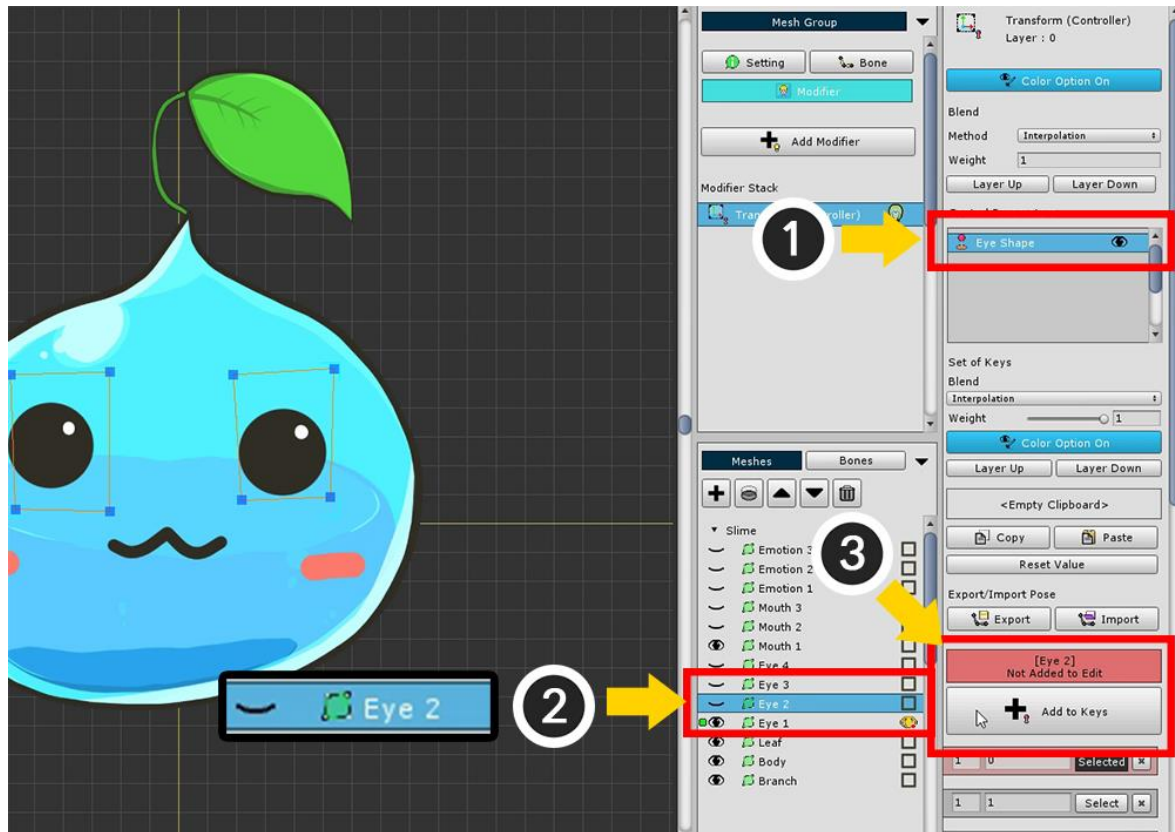 Mesh Group
Setting
Bone
Modifier
Add Modifier
Modifier Stack
1
Meshes
Bones
Slime
Emotion 3
Emotion 2
Emotion 1
Mouth 3
Mouth 2
Mouth 1
Eye 4
Eye 3
Eye 2
Eye 1
Leaf
Body
Branch
Eye 2
2
3
Transform (Controller)
Layer : 0
Color Option On
Blend
Method
Interpolation
Weight
1
Layer Up
Layer Down
Eye Shape
Set of Keys
Blend
Interpolation
Weight
1
Color Option On
Layer Up
Layer Down
<Empty Clipboard>
Copy
Paste
Reset Value
Export/Import Pose
Export
Import
[Eye 2]
Not Added to Edit
Add to Keys
1 0 Selected x
1 1 Select x